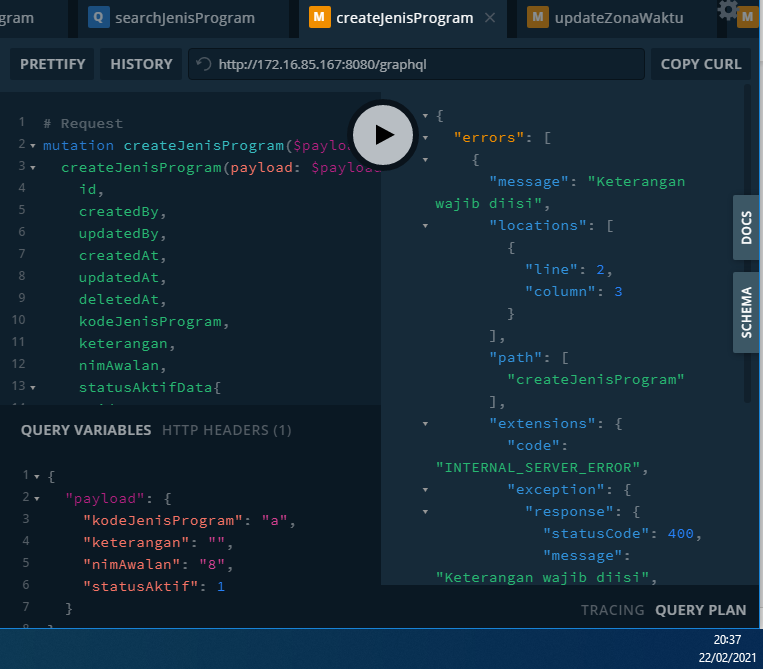 gram
Q searchJenisProgram
M createJenisProgram ×
M updateZonaWaktu
M
PRETTIFY
HISTORY
http://172.16.85.167:8080/graphql
COPY CURL
1 # Request
2 mutation createJenisProgram($paylo
3 createJenisProgram(payload: $payloa
4 id,
5 createdBy,
6 updatedBy,
7 createdAt,
8 updatedAt,
9 deletedAt,
10 kodeJenisProgram,
11 keterangan,
12 nimAwalan,
13 statusAktifData{
QUERY VARIABLES HTTP HEADERS (1)
1 {
2 "payload": {
3 "kodeJenisProgram": "a",
4 "keterangan": "",
5 "nimAwalan": "8",
6 "statusAktif": 1
7 }
{
"errors": [
{
"message": "Keterangan
wajib diisi",
"locations": [
{
"line": 2,
"column": 3
}
],
"path": [
"createJenisProgram"
],
"extensions": {
"code":
"INTERNAL_SERVER_ERROR",
"exception": {
"response": {
"statusCode": 400,
"message":
"Keterangan wajib diisi",
DOCS
SCHEMA
TRACING QUERY PLAN
20:37
22/02/2021